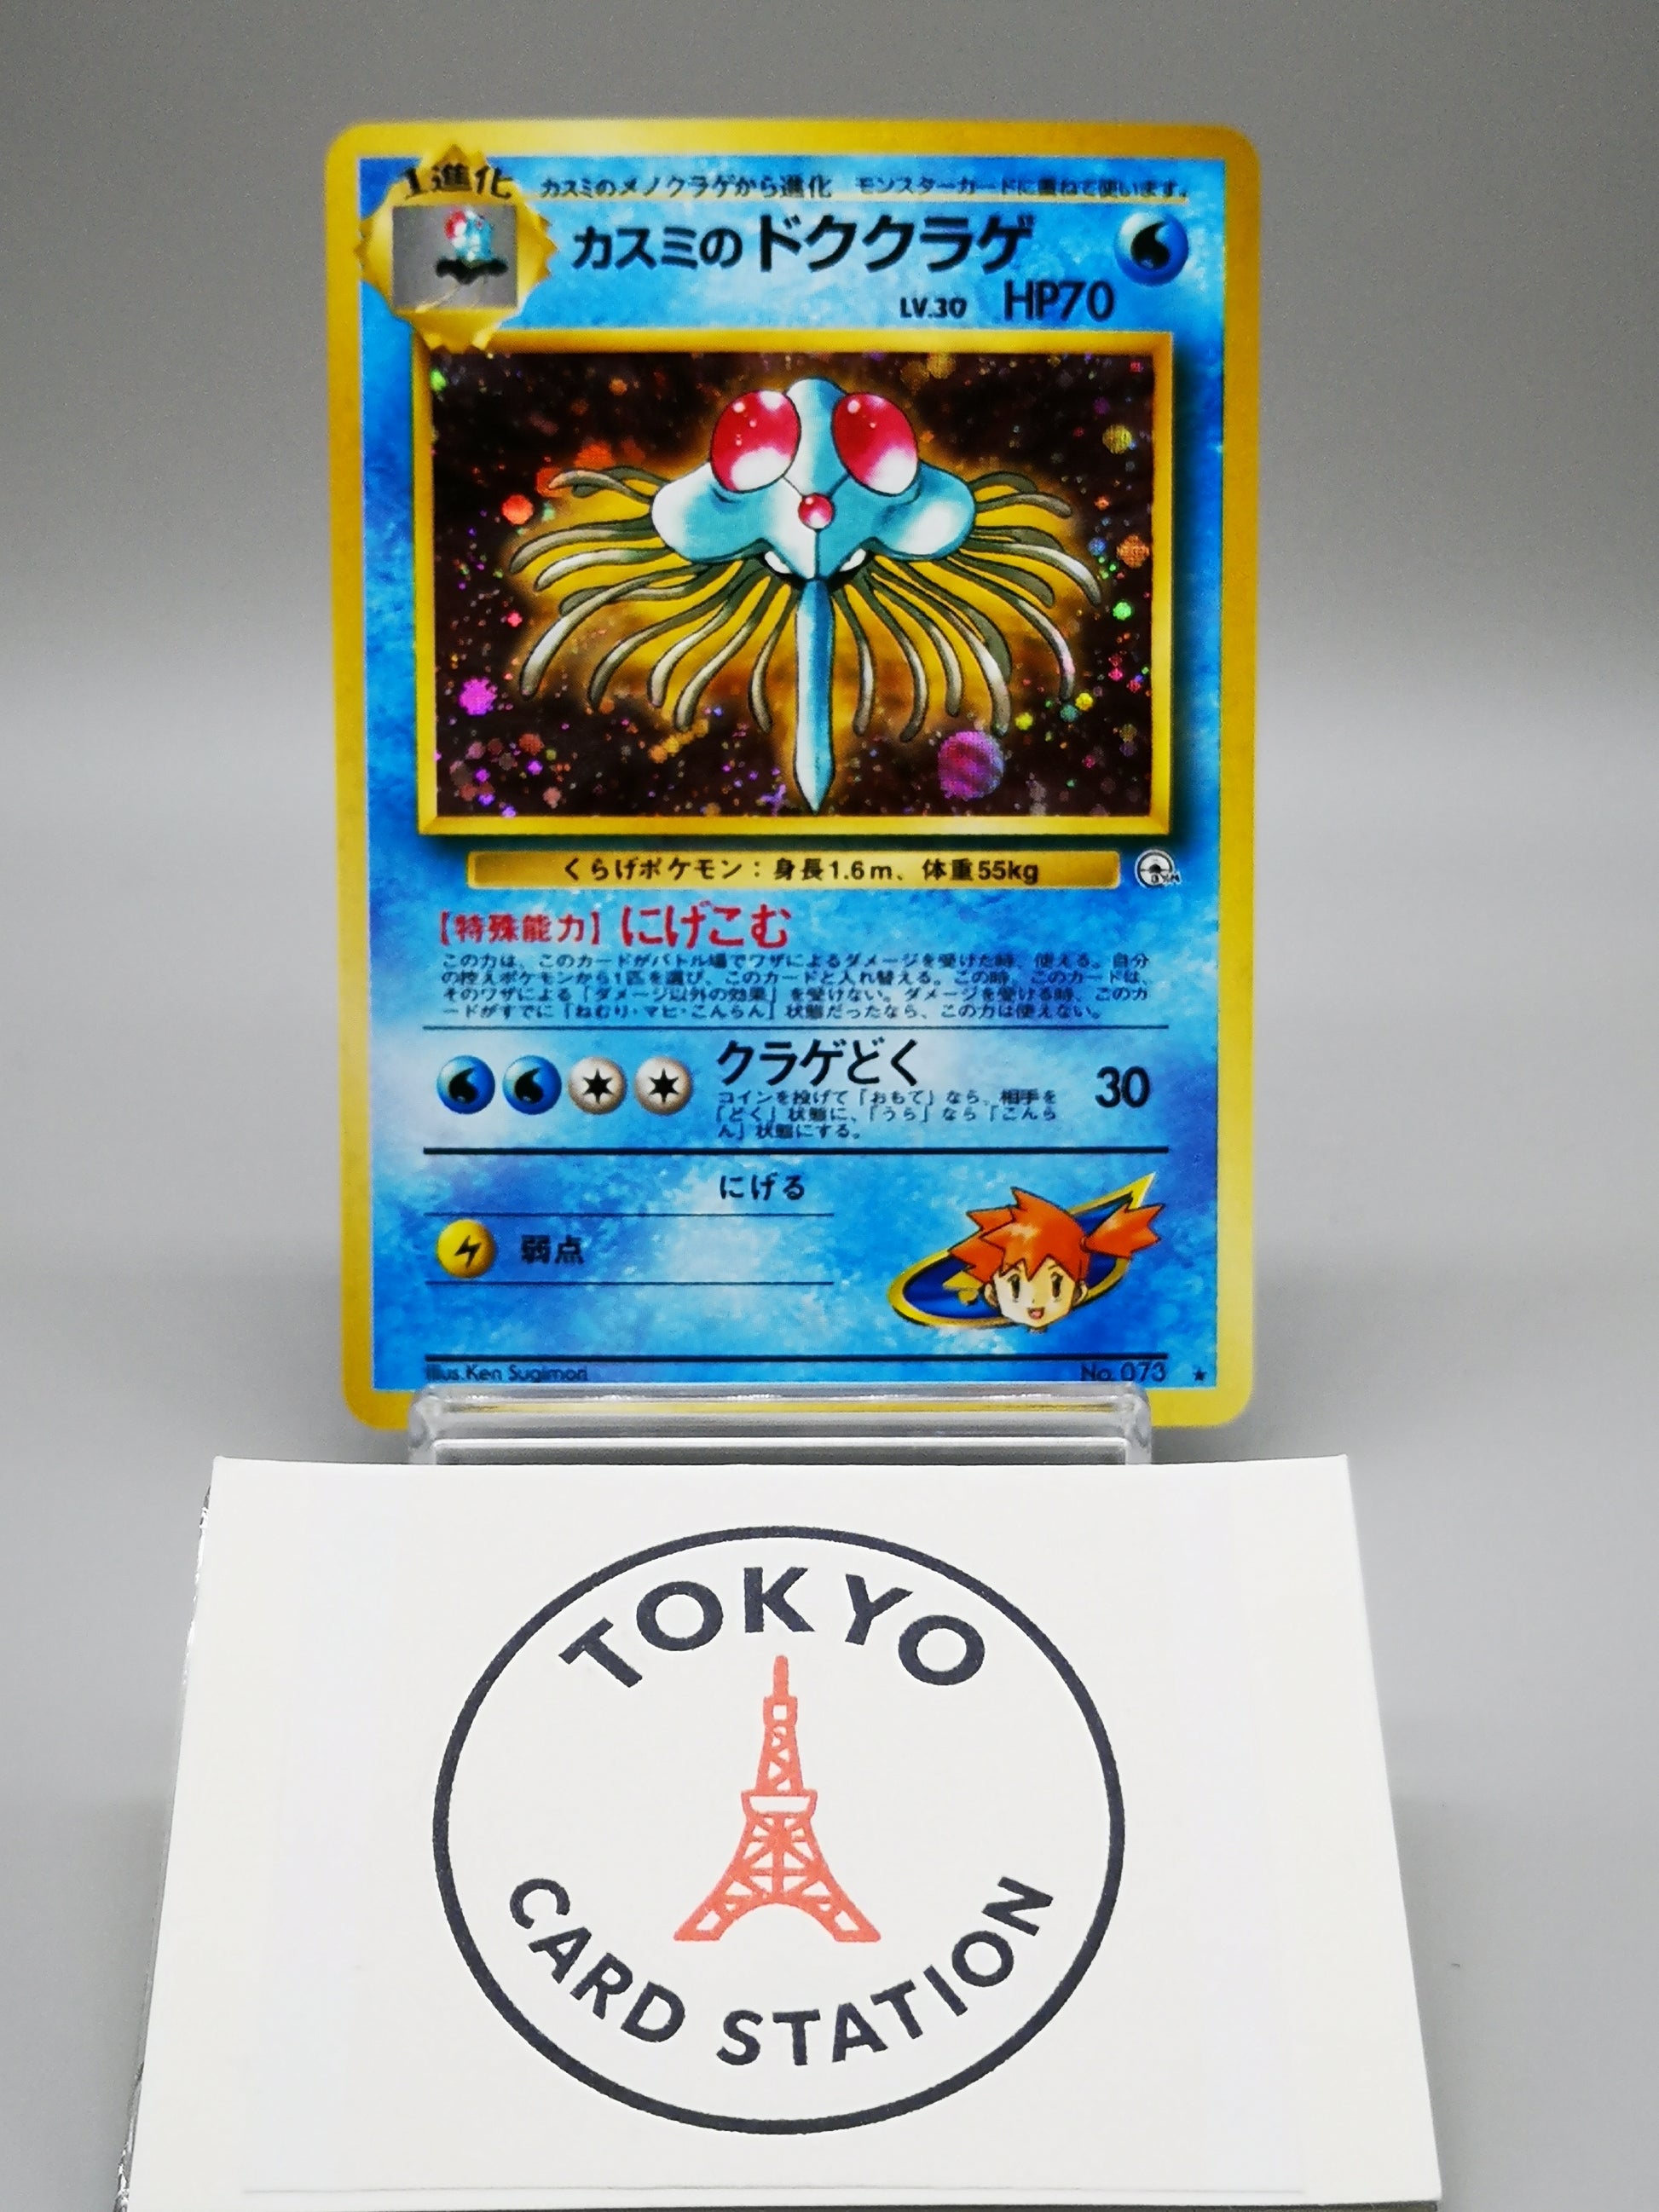 1進化
カスミのメノクラゲから進化 モンスターカードに重ねて使います。
カスミのドククラゲ
LV.30 HP70
くらげポケモン：身長1.6m、体重55kg
GYM
【特殊能力】にげこむ
この力は、このカードがバトル場でワザによるダメージを受けた時、使える。自分
の控えポケモンから1匹を選び、このカードと入れ替える。この時、このカードは、
そのワザによる「ダメージ以外の効果」を受けない。ダメージを受ける時、このカ
ードがすでに「ねむり・マヒ・こんらん」状態だったなら、この力は使えない。
クラゲどく 30
コインを投げて「おもて」なら、相手を
「どく」状態に、「うら」なら「こんら
ん」状態にする。
にげる
弱点
Illus.Ken Sugimori No.073
TOKYO
CARD STATION